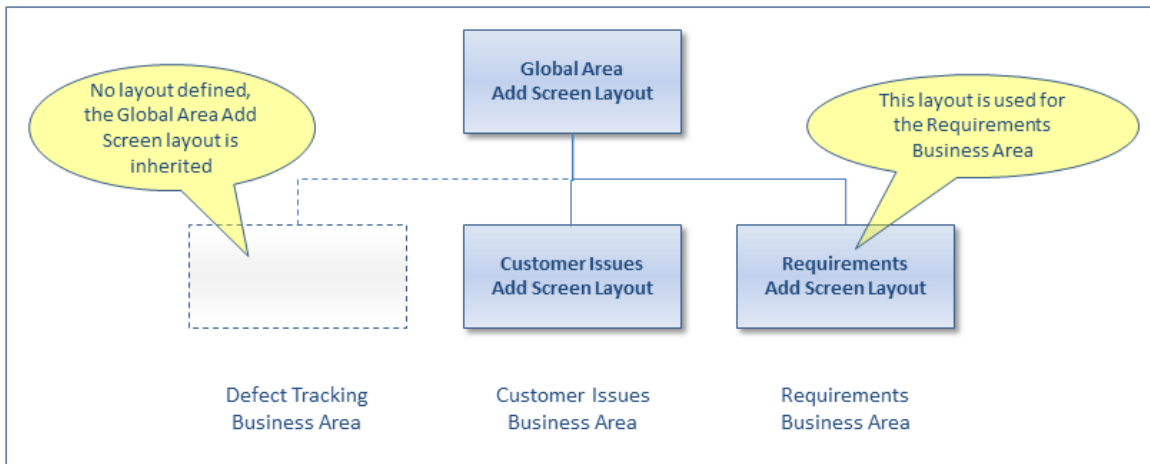 Global Area
Add Screen Layout
No layout defined,
the Global Area Add
Screen layout is
inherited
This layout is used for
the Requirements
Business Area
Customer Issues
Add Screen Layout
Requirements
Add Screen Layout
Defect Tracking
Business Area
Customer Issues
Business Area
Requirements
Business Area